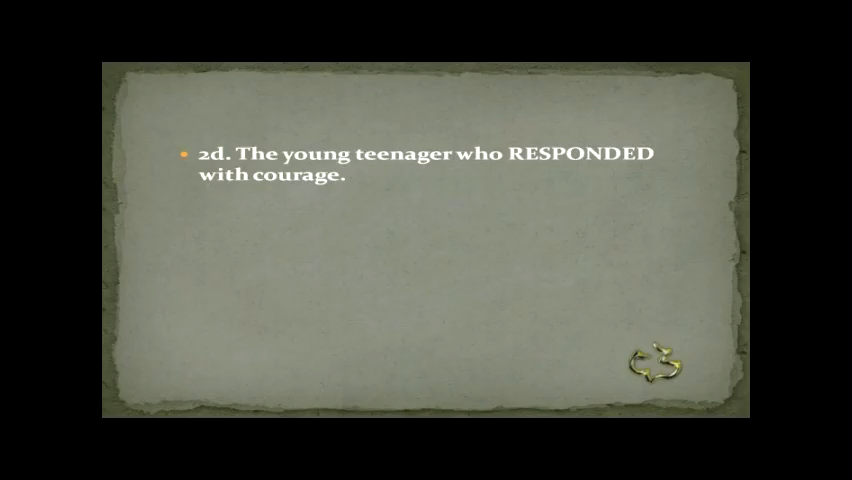 • 2d. The young teenager who RESPONDED
with courage.